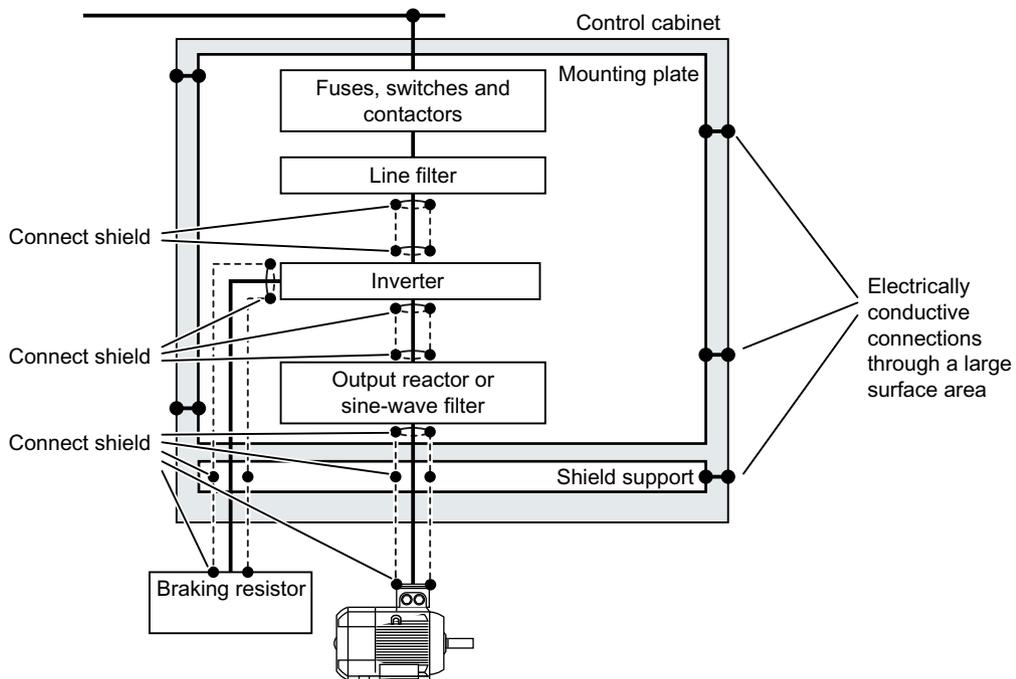 Control cabinet
Mounting plate
Fuses, switches and
contactors
Line filter
Connect shield
Inverter
Electrically
conductive
connections
through a large
surface area
Connect shield
Output reactor or
sine-wave filter
Connect shield
Shield support
Braking resistor